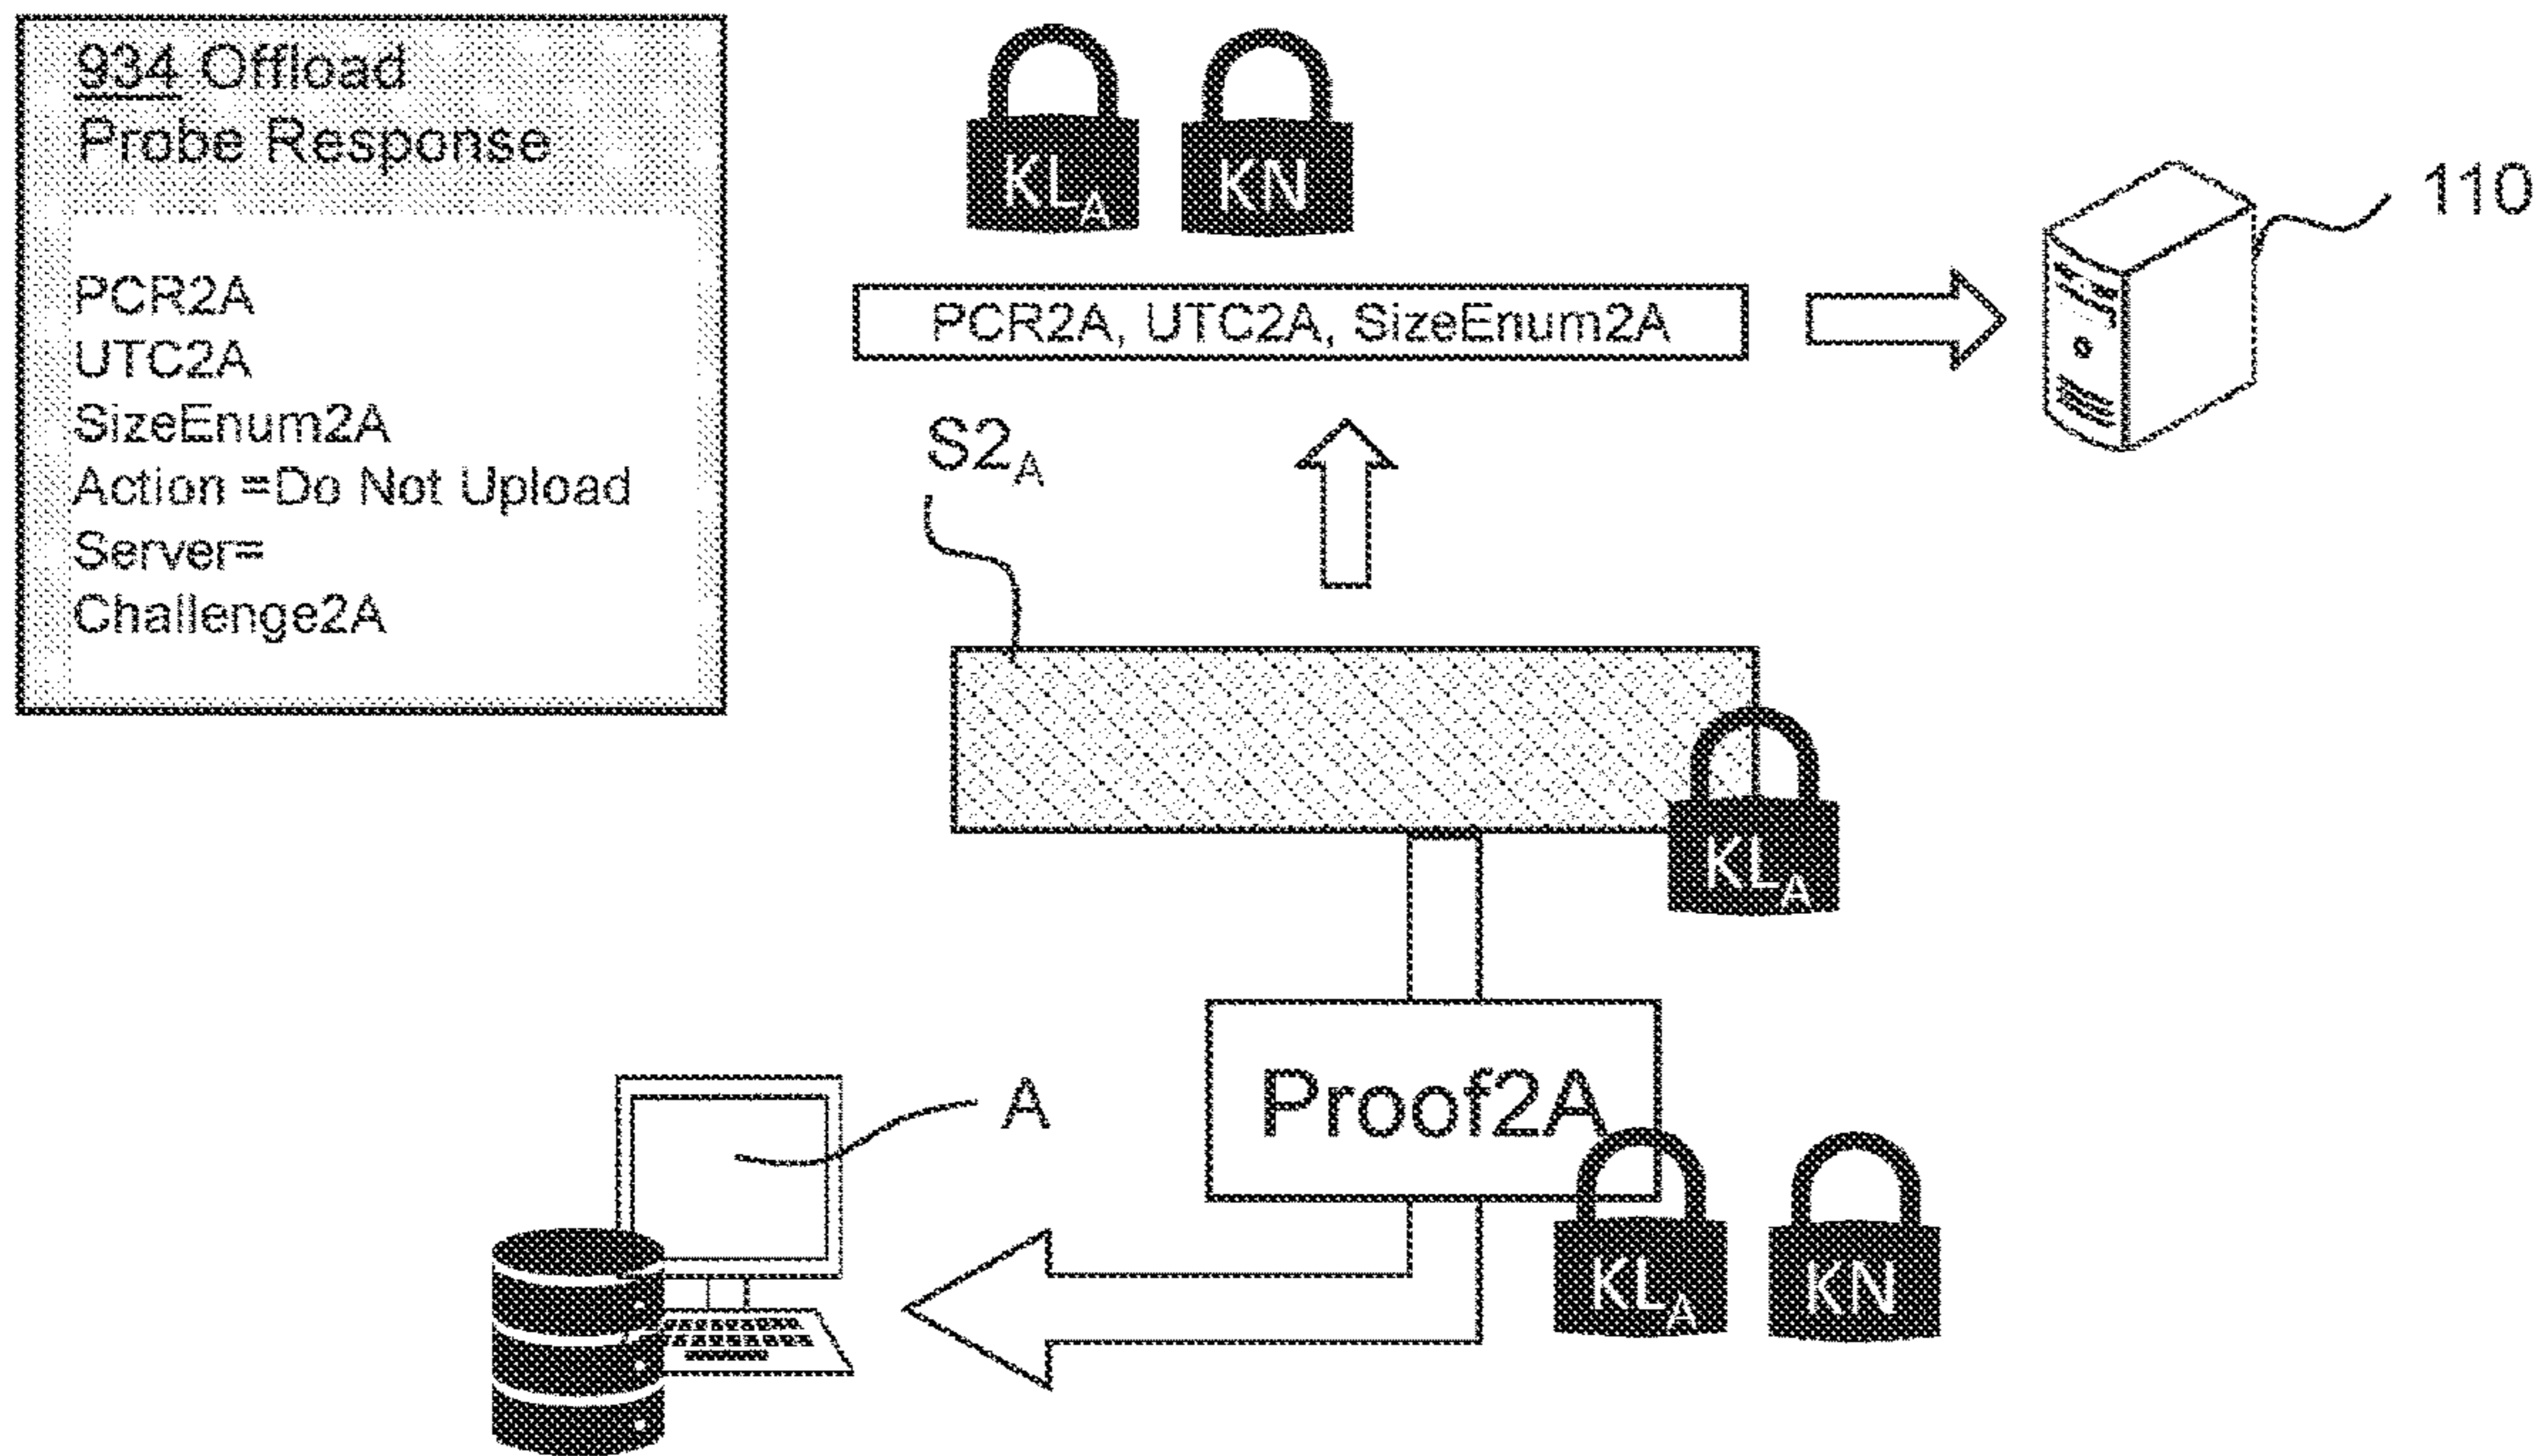 934 Offload
Probe Response
PCR2A
UTC2A
SizeEnum2A
Action =Do Not Upload
Server=
Challenge2A
KLA
KN
PCR2A, UTC2A, SizeEnum2A
110
S2A
KLA
Proof2A
A
KLA
KN